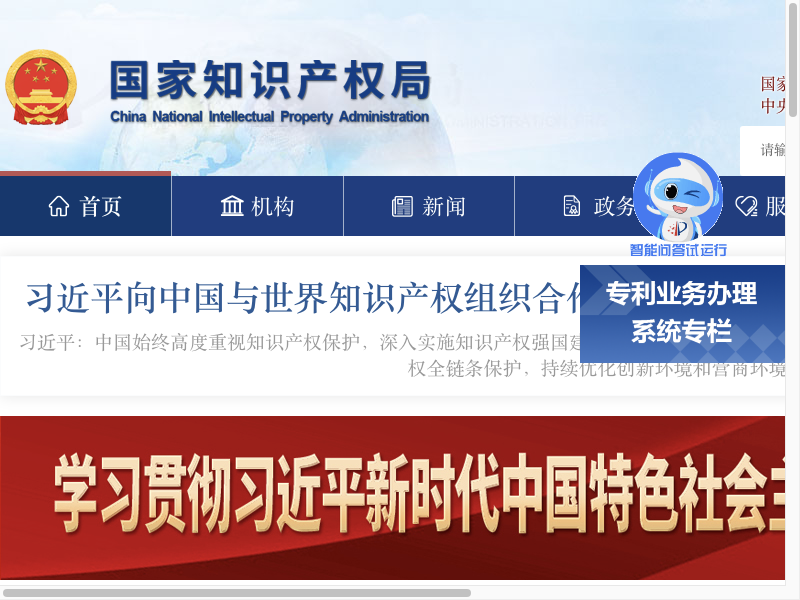 国家知识产权局
China National Intellectual Property Administration
国家
中央
请输
首页
机构
新闻
政务
服
智能问答试运行
习近平向中国与世界知识产权组织合作
专利业务办理
系统专栏
习近平：中国始终高度重视知识产权保护，深入实施知识产权强国建
权全链条保护，持续优化创新环境和营商环境
学习贯彻习近平新时代中国特色社会主